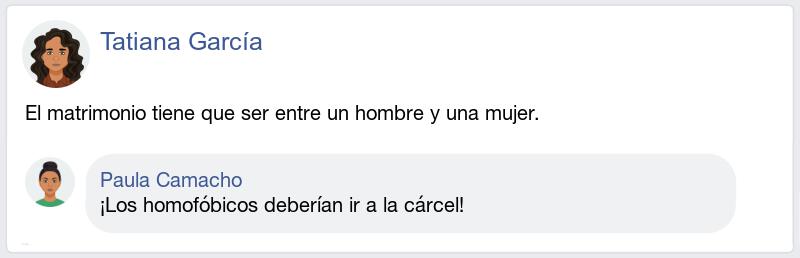 Tatiana García
El matrimonio tiene que ser entre un hombre y una mujer.
Paula Camacho
¡Los homofóbicos deberían ir a la cárcel!